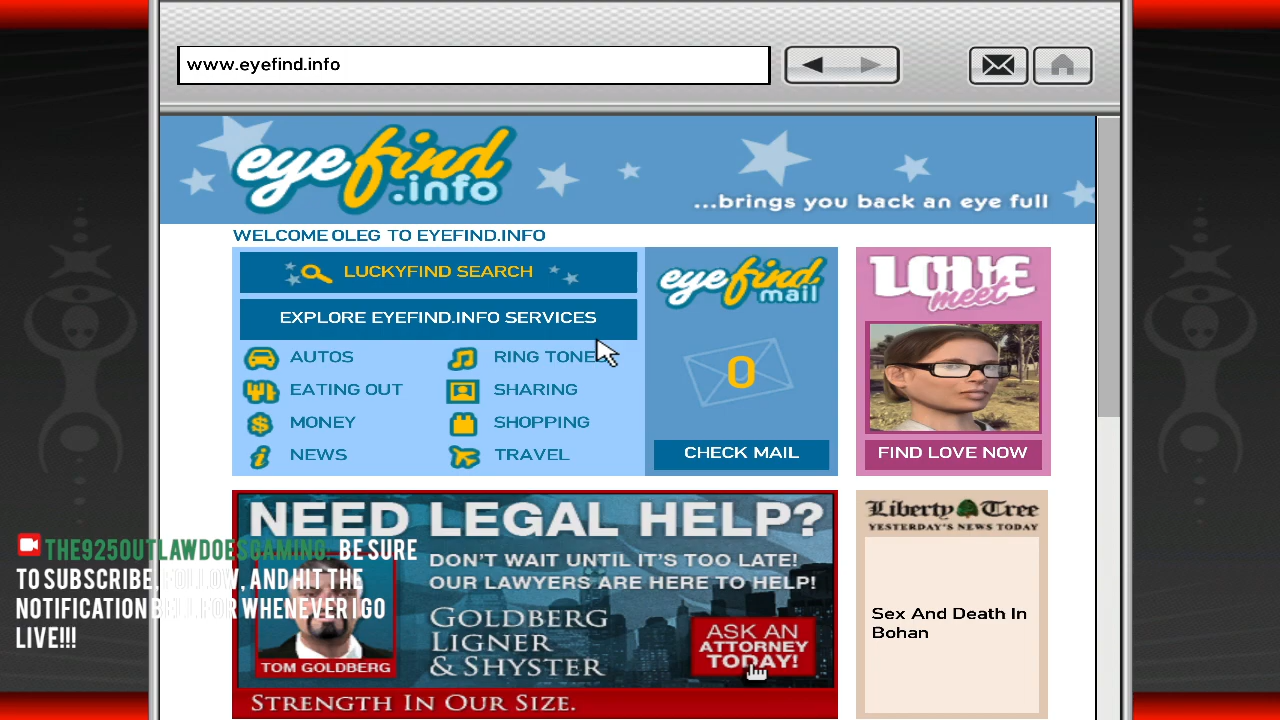 www.eyefind.info
eyefind
.info
...brings you back an eye full
WELCOME OLEG TO EYEFIND.INFO
LUCKYFIND SEARCH
EXPLORE EYEFIND.INFO SERVICES
AUTOS
RING TONE
EATING OUT
SHARING
MONEY
SHOPPING
NEWS
TRAVEL
eyefind
mail
0
CHECK MAIL
LOVE
meet
FIND LOVE NOW
NEED LEGAL HELP?
DON'T WAIT UNTIL IT'S TOO LATE!
OUR LAWYERS ARE HERE TO HELP!
GOLDBERG
LIGNER
& SHYSTER
TOM GOLDBERG
ASK AN
ATTORNEY
TODAY!
STRENGTH IN OUR SIZE.
LIBERTY TREE
YESTERDAY'S NEWS TODAY
Sex And Death In
Bohan
THE925OUTLAWDOESGAMING. BE SURE
TO SUBSCRIBE, FOLLOW, AND HIT THE
NOTIFICATION BELL FOR WHENEVER I GO
LIVE!!!